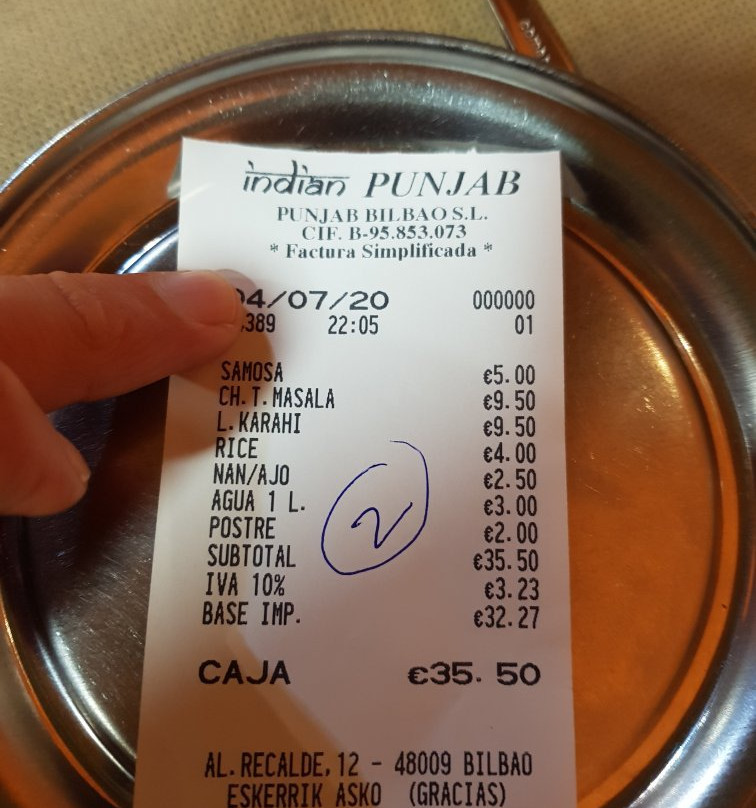 indian PUNJAB
PUNJAB BILBAO S.L.
CIF. B-95.853.073
* Factura Simplificada *
04/07/20 000000
389 22:05 01
SAMOSA €5.00
CH.T.MASALA €9.50
L.KARAHI €9.50
RICE €4.00
NAN/AJO €2.50
AGUA 1 L. €3.00
POSTRE €2.00
SUBTOTAL €35.50
IVA 10% €3.23
BASE IMP. €32.27
2
CAJA €35.50
AL.RECALDE,12 - 48009 BILBAO
ESKERRIK ASKO (GRACIAS)